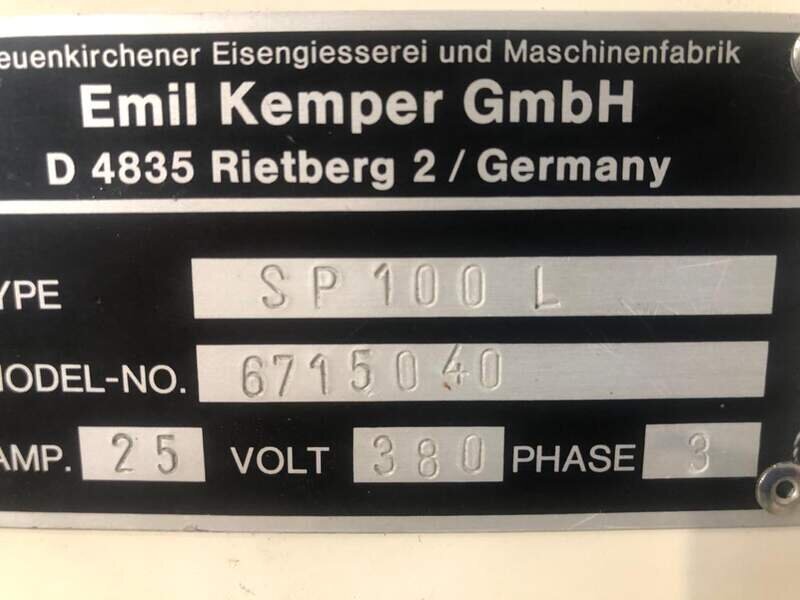 euenkirchener Eisengiesserei und Maschinenfabrik
Emil Kemper GmbH
D 4835 Rietberg 2 / Germany
YPE SP 100 L
MODEL-NO. 6715040
AMP. 25 VOLT 380 PHASE 3